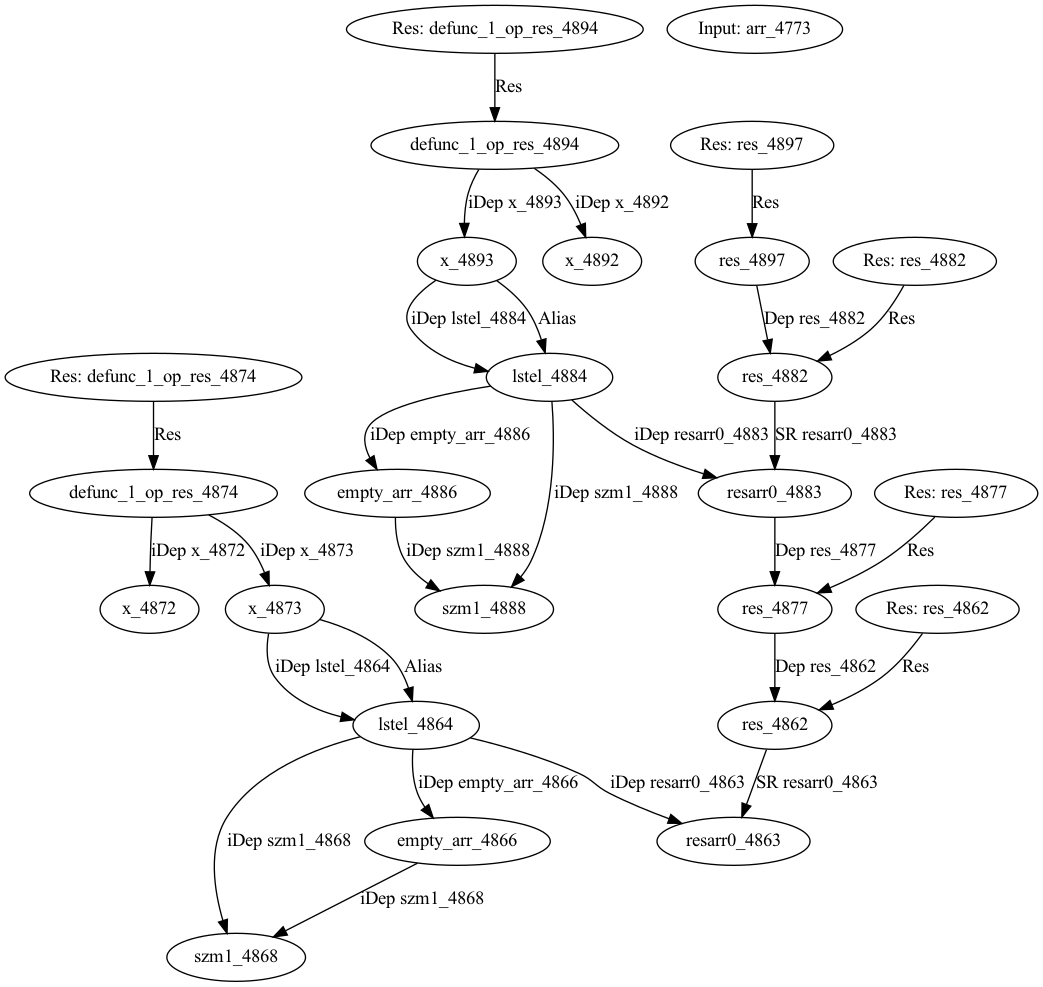 Res: defunc_1_op_res_4894
Input: arr_4773
Res
defunc_1_op_res_4894
Res: res_4897
iDep x_4893
iDep x_4892
Res
x_4893
x_4892
res_4897
Res: res_4882
iDep lstel_4884
Alias
Dep res_4882
Res
Res: defunc_1_op_res_4874
lstel_4884
res_4882
Res
iDep empty_arr_4886
iDep resarr0_4883
SR resarr0_4883
defunc_1_op_res_4874
empty_arr_4886
iDep szm1_4888
resarr0_4883
Res: res_4877
iDep x_4872
iDep x_4873
iDep szm1_4888
Dep res_4877
Res
x_4872
x_4873
szm1_4888
res_4877
Res: res_4862
iDep lstel_4864
Alias
Dep res_4862
Res
lstel_4864
res_4862
iDep empty_arr_4866
iDep resarr0_4863
SR resarr0_4863
iDep szm1_4868
empty_arr_4866
resarr0_4863
iDep szm1_4868
szm1_4868